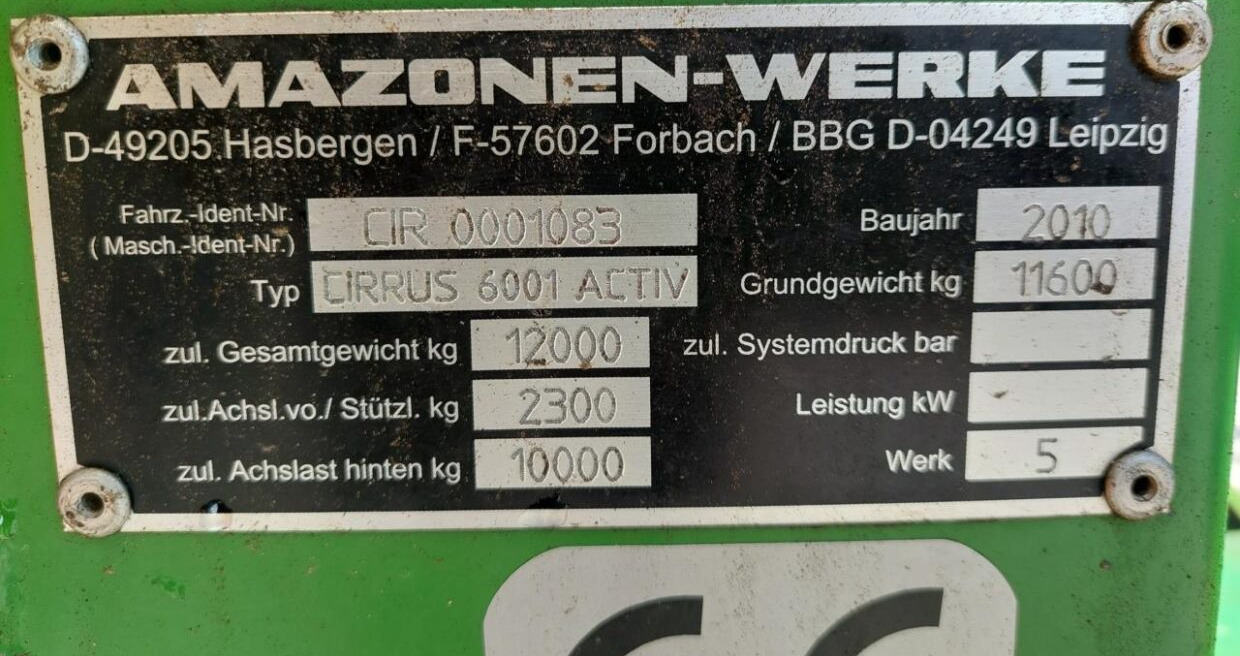 AMAZONEN-WERKE
D-49205 Hasbergen / F-57602 Forbach / BBG D-04249 Leipzig
Fahrz.-Ident-Nr.
(Masch.-Ident-Nr.) CIR 0001083
Baujahr 2010
Typ CIRRUS 6001 ACTIV
Grundgewicht kg 11600
zul. Gesamtgewicht kg 12000
zul. Systemdruck bar
zul.Achsl.vo./ Stützl. kg 2300
Leistung kW
zul. Achslast hinten kg 10000
Werk 5
CE